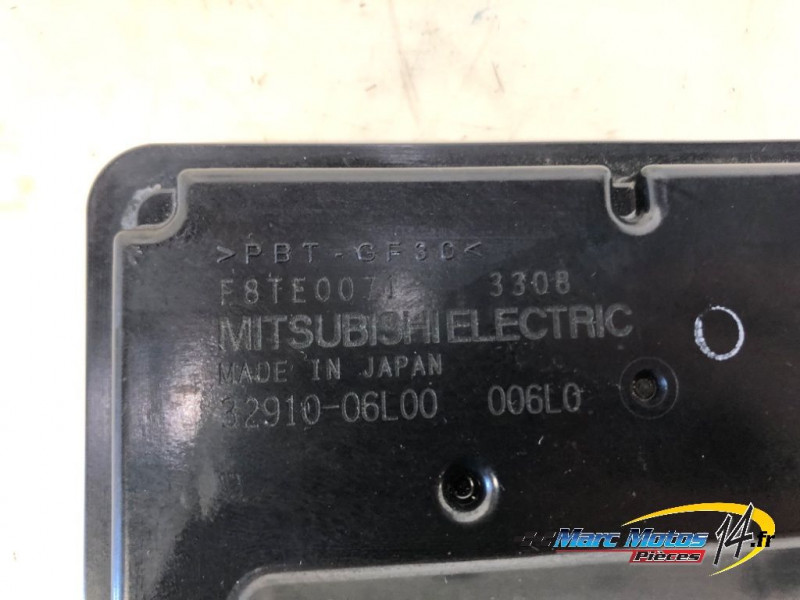 >PBT-GF30<
F8TE0071 3308
MITSUBISHI ELECTRIC
MADE IN JAPAN
32910-06L00 006L0
Marc Motos 14.fr
Pièces